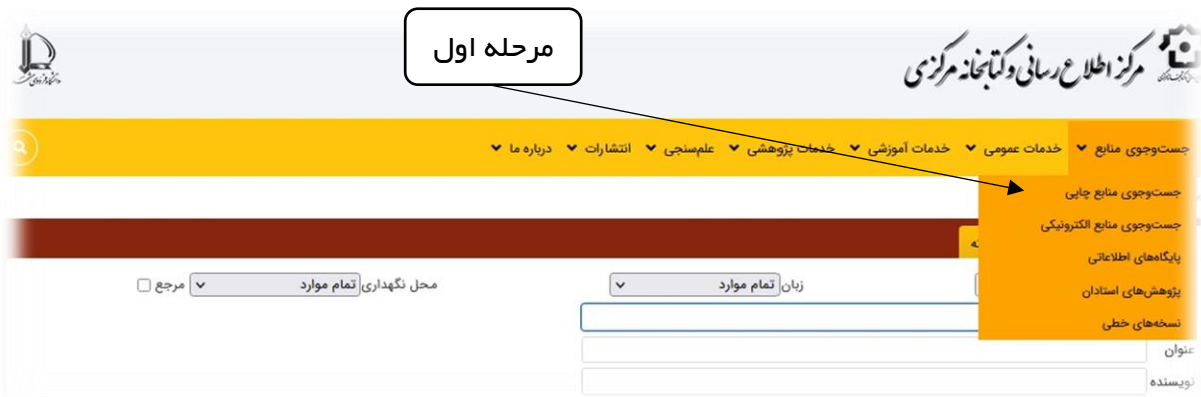 مرحله اول
مرکز اطلاع رسانی و کتابخانه مرکزی
جست‌وجوی منابع خدمات عمومی خدمات آموزشی خدمات پژوهشی علم‌سنجی انتشارات درباره ما
جست‌وجوی منابع چاپی
جست‌وجوی منابع الکترونیکی
پایگاه‌های اطلاعاتی
پژوهش‌های استادان
نسخه‌های خطی
زبان تمام موارد محل نگهداری تمام موارد مرجع
عنوان
نویسنده